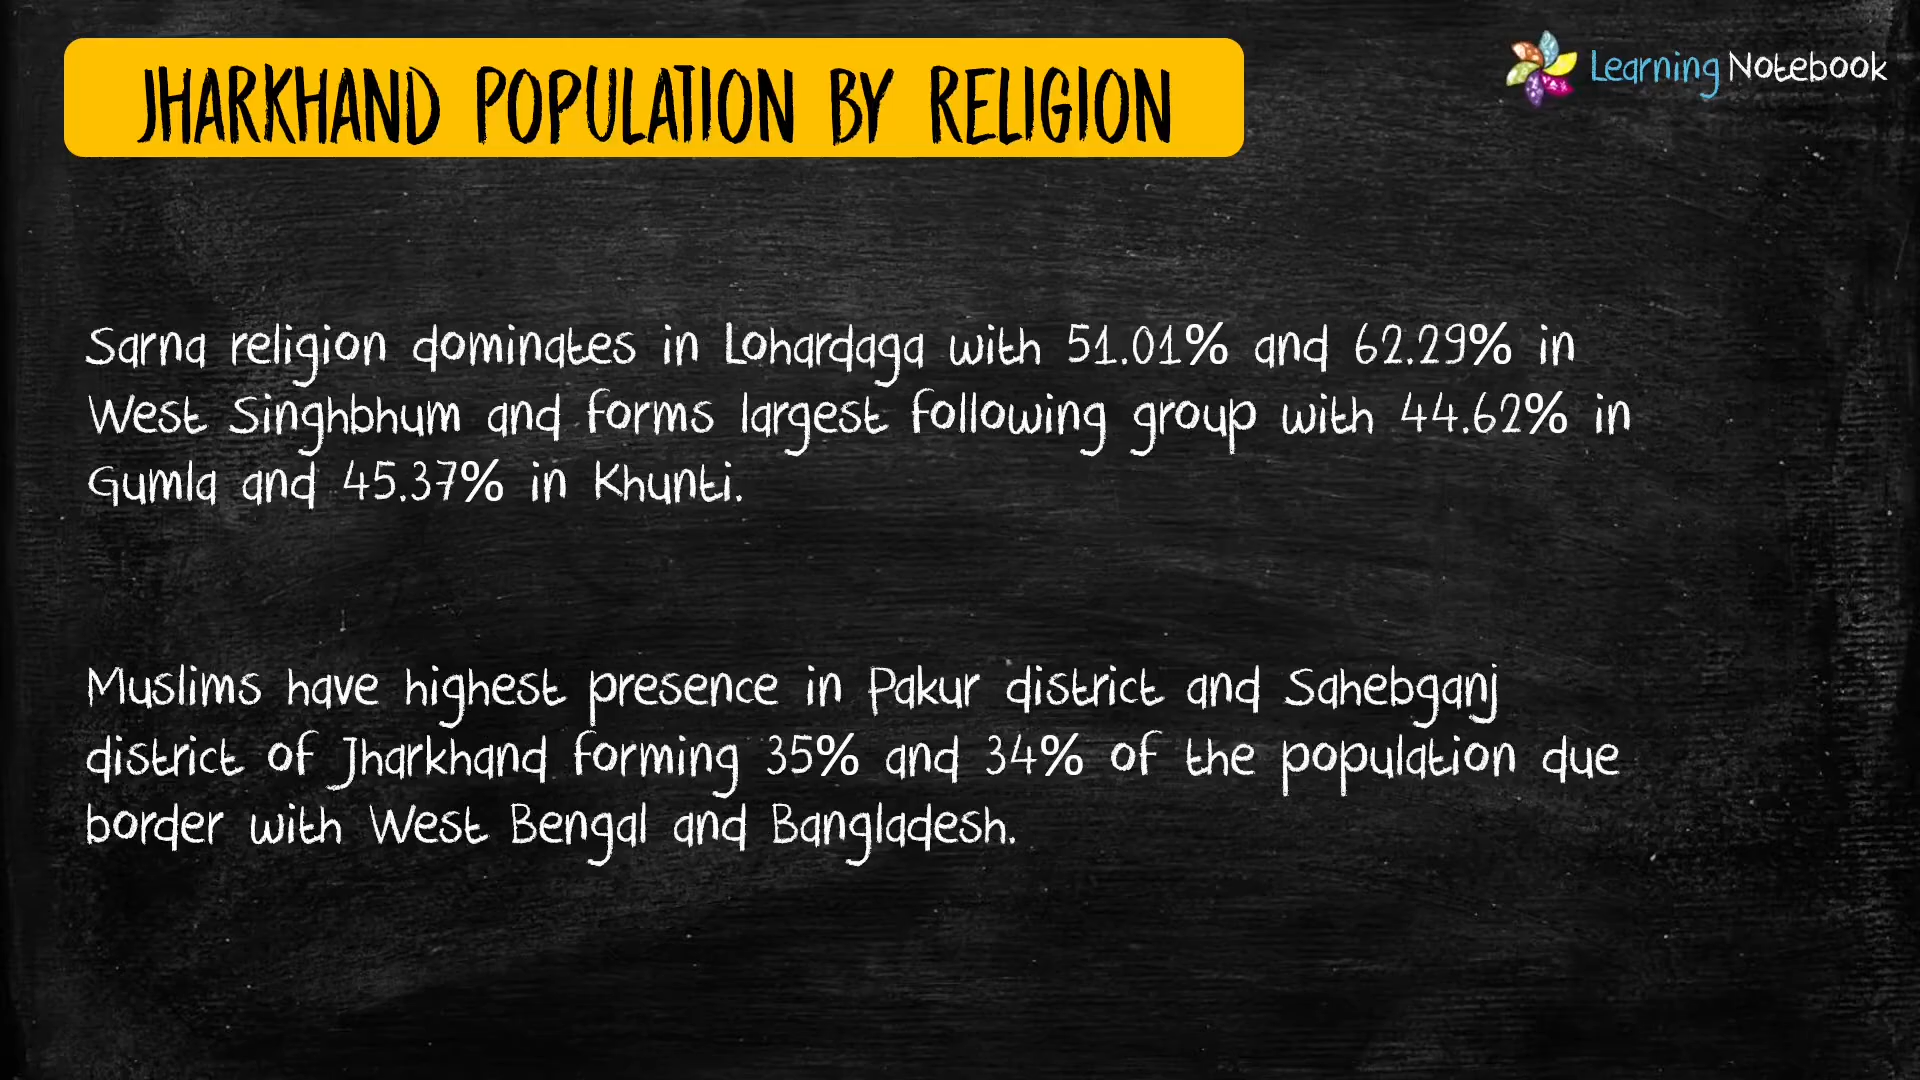 JHARKHAND POPULATION BY RELIGION
Learning Notebook
Sarna religion dominates in Lohardaga with 51.01% and 62.29% in
West Singhbhum and forms largest following group with 44.62% in
Gumla and 45.37% in Khunti.
Muslims have highest presence in Pakur district and Sahebganj
district of Jharkhand forming 35% and 34% of the population due
border with West Bengal and Bangladesh.